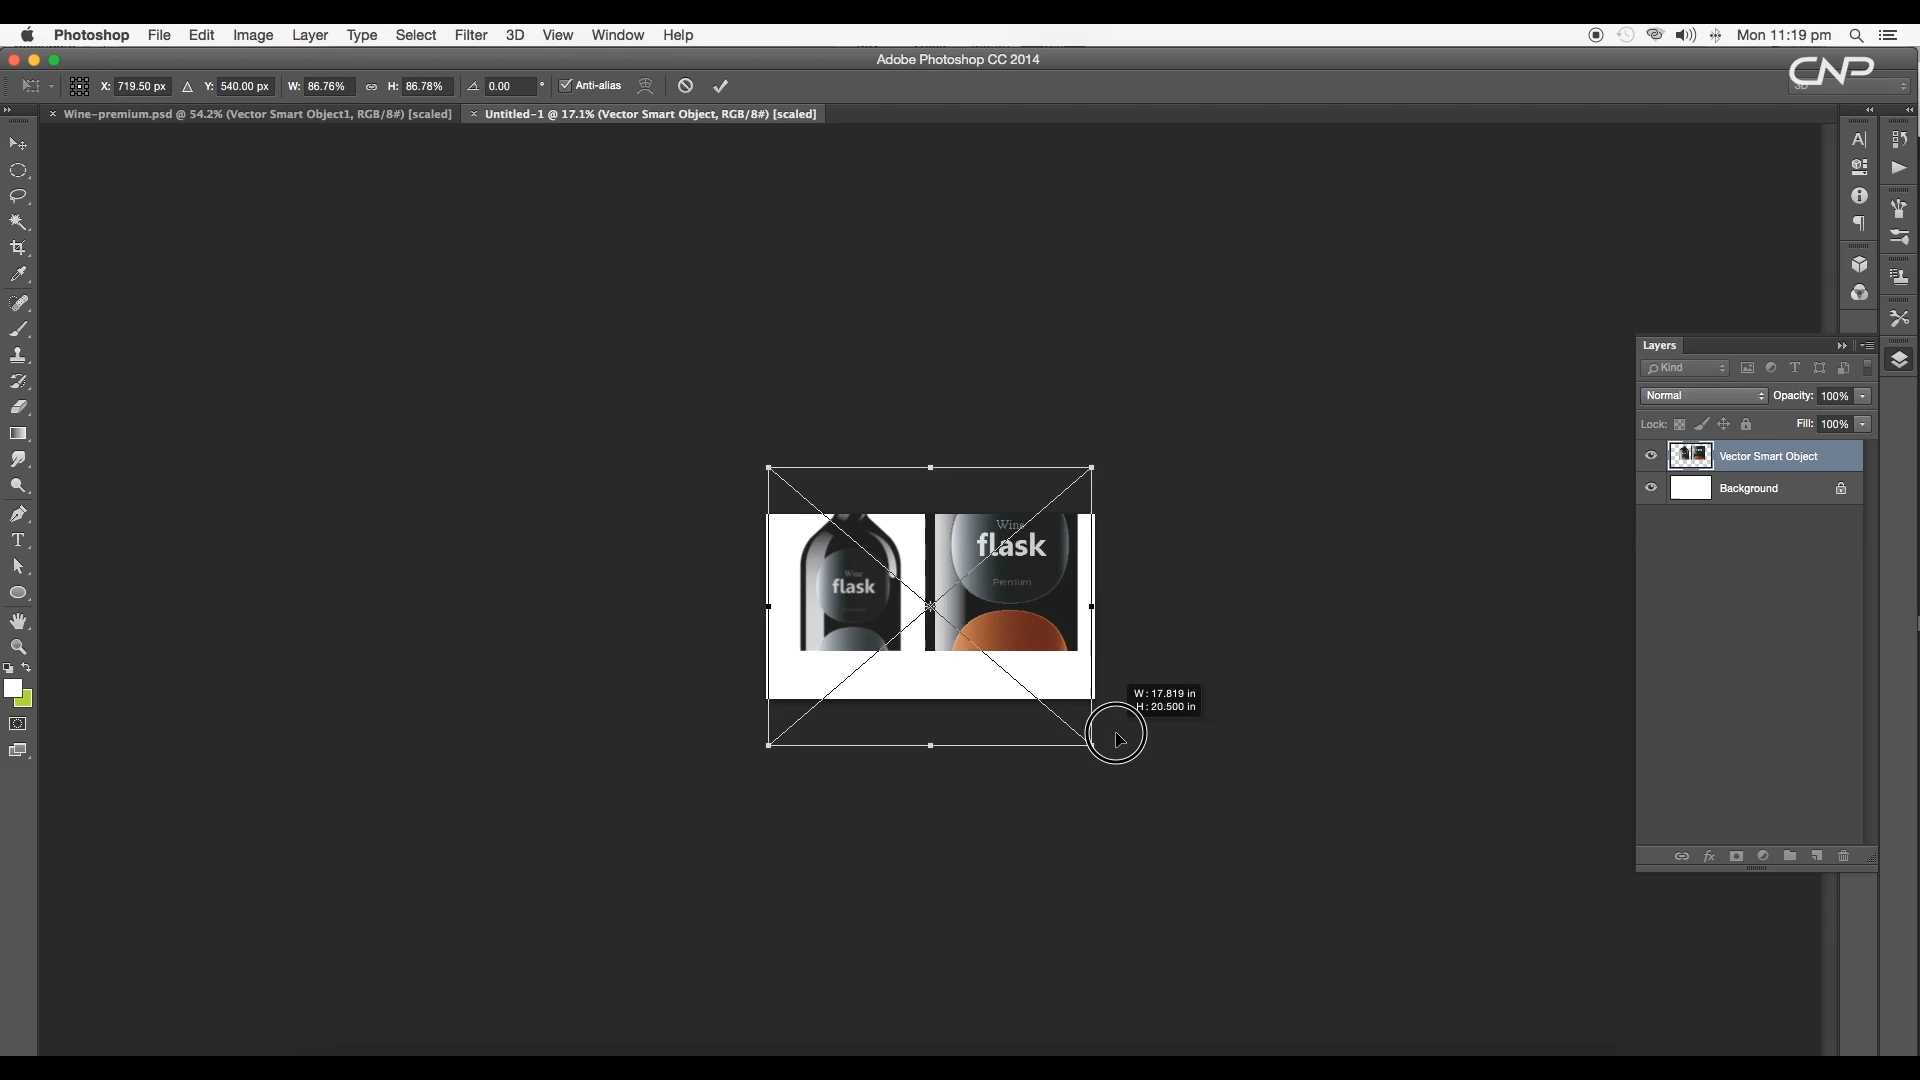 Photoshop File Edit Image Layer Type Select Filter 3D View Window Help Mon 11:19 pm
Adobe Photoshop CC 2014
CNP
X: 719.50 px Y: 540.00 px W: 86.76% H: 86.78% 0.00 ° Anti-alias 3D
× Wine-premium.psd @ 54.2% (Vector Smart Object1, RGB/8#) [scaled] × Untitled-1 @ 17.1% (Vector Smart Object, RGB/8#) [scaled]
Layers
Kind
Normal Opacity: 100%
Lock: Fill: 100%
Vector Smart Object
Background
Wine
flask
Wine
flask
Premium
W: 17.819 in
H: 20.500 in